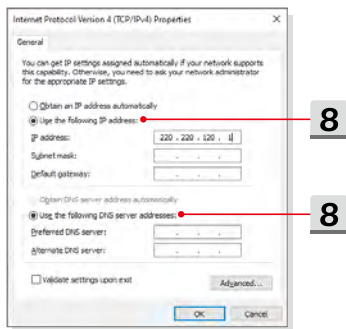 Internet Protocol Version 4 (TCP/IPv4) Properties
General
You can get IP settings assigned automatically if your network supports
this capability. Otherwise, you need to ask your network administrator
for the appropriate IP settings.
Obtain an IP address automatically
Use the following IP address:
8
IP address: 220 . 220 . 120 . 1
Subnet mask: . . .
Default gateway: . . .
Obtain DNS server address automatically
Use the following DNS server addresses:
8
Preferred DNS server: . . .
Alternate DNS server: . . .
Validate settings upon exit
Advanced...
OK Cancel